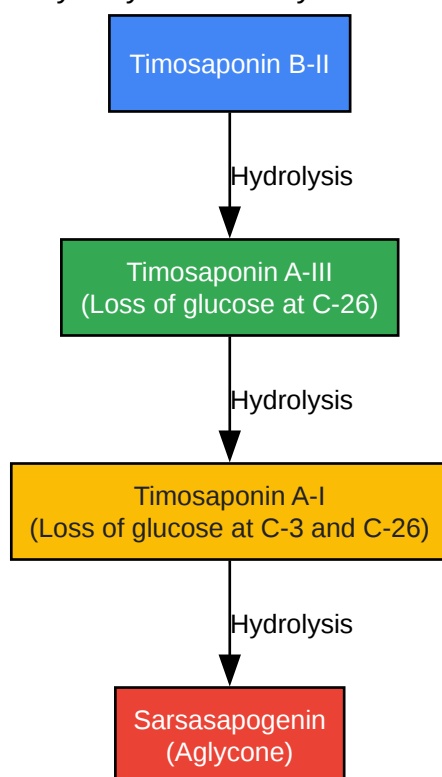 Timosaponin B-II
Hydrolysis
Timosaponin A-III
(Loss of glucose at C-26)
Hydrolysis
Timosaponin A-I
(Loss of glucose at C-3 and C-26)
Hydrolysis
Sarsasapogenin
(Aglycone)